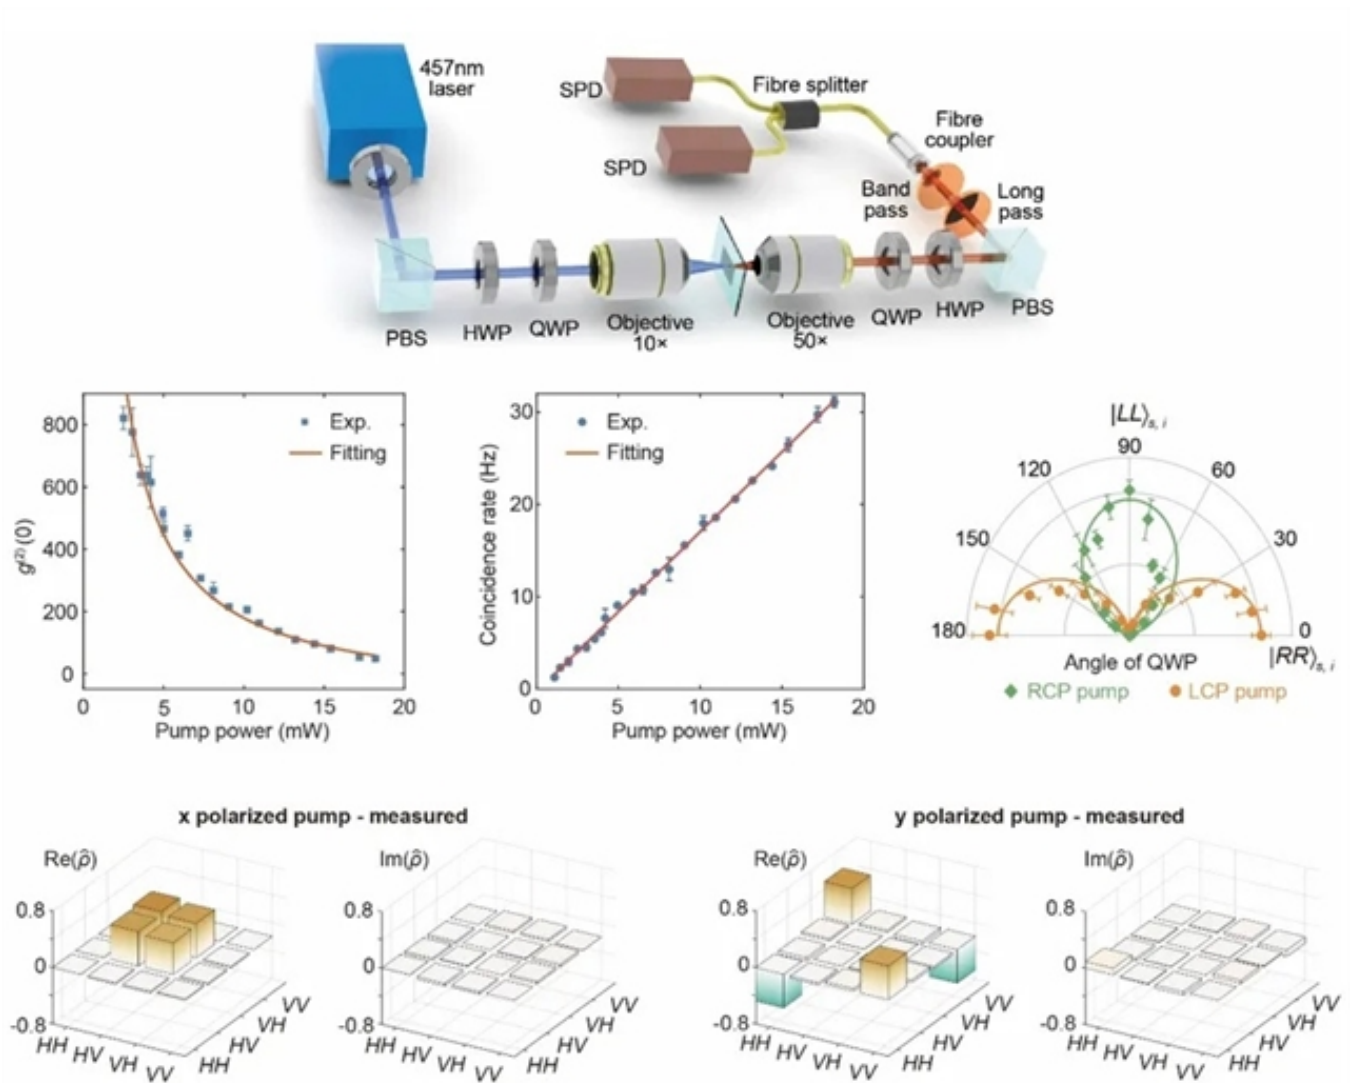 457nm
laser
SPD
Fibre splitter
SPD
Fibre
coupler
Band
pass
Long
pass
PBS
HWP
QWP
Objective
10×
Objective
50×
QWP
HWP
PBS
800
600
400
200
0
g⁽²⁾(0)
Exp.
Fitting
0 5 10 15 20
Pump power (mW)
30
20
10
0
Coincidence rate (Hz)
Exp.
Fitting
0 5 10 15 20
Pump power (mW)
|LL⟩s, i
90
120 60
150 30
180 0
|RR⟩s, i
Angle of QWP
RCP pump LCP pump
x polarized pump - measured
Re(ρ̂)
0.8
0
-0.8
HH HV VH VV
HH HV VH VV
Im(ρ̂)
0.8
0
-0.8
HH HV VH VV
HH HV VH VV
y polarized pump - measured
Re(ρ̂)
0.8
0
-0.8
HH HV VH VV
HH HV VH VV
Im(ρ̂)
0.8
0
-0.8
HH HV VH VV
HH HV VH VV